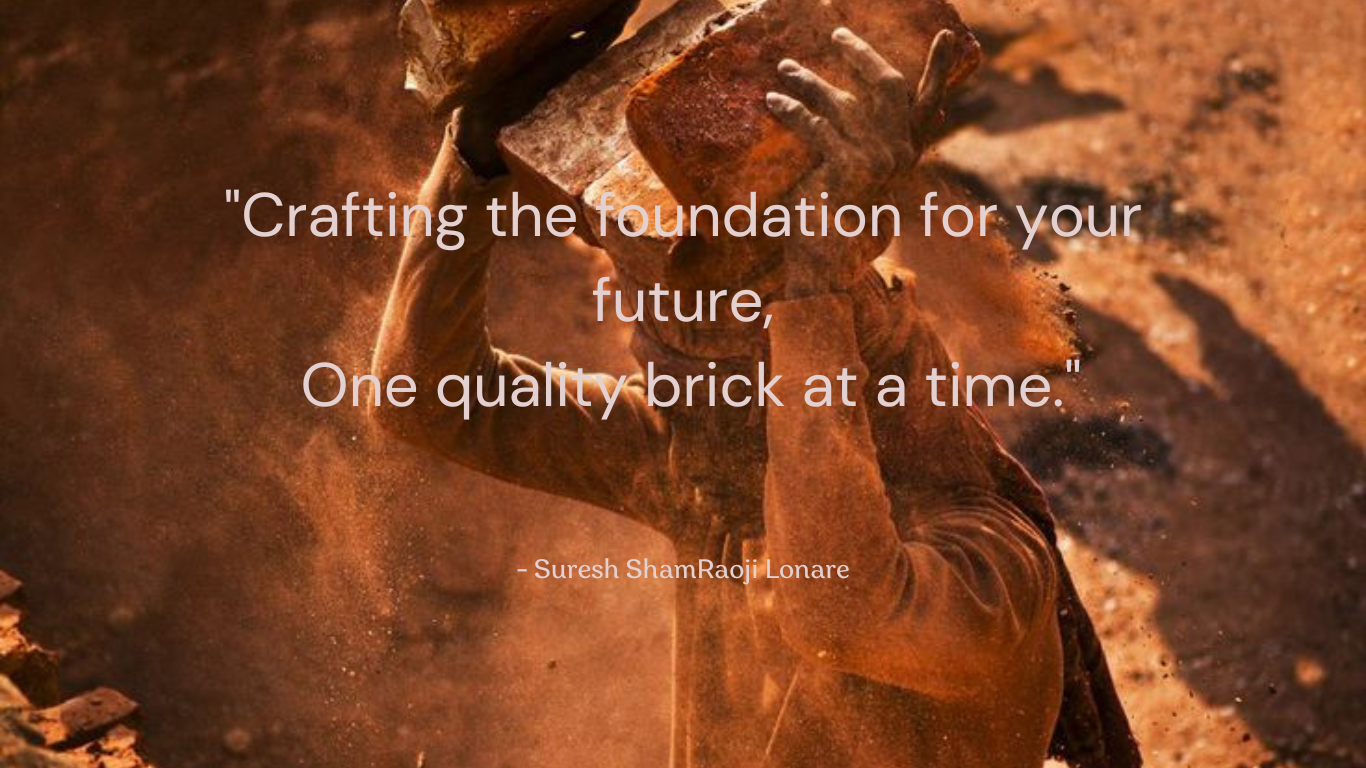 "Crafting the foundation for your
future,
One quality brick at a time."
- Suresh ShamRaoji Lonare